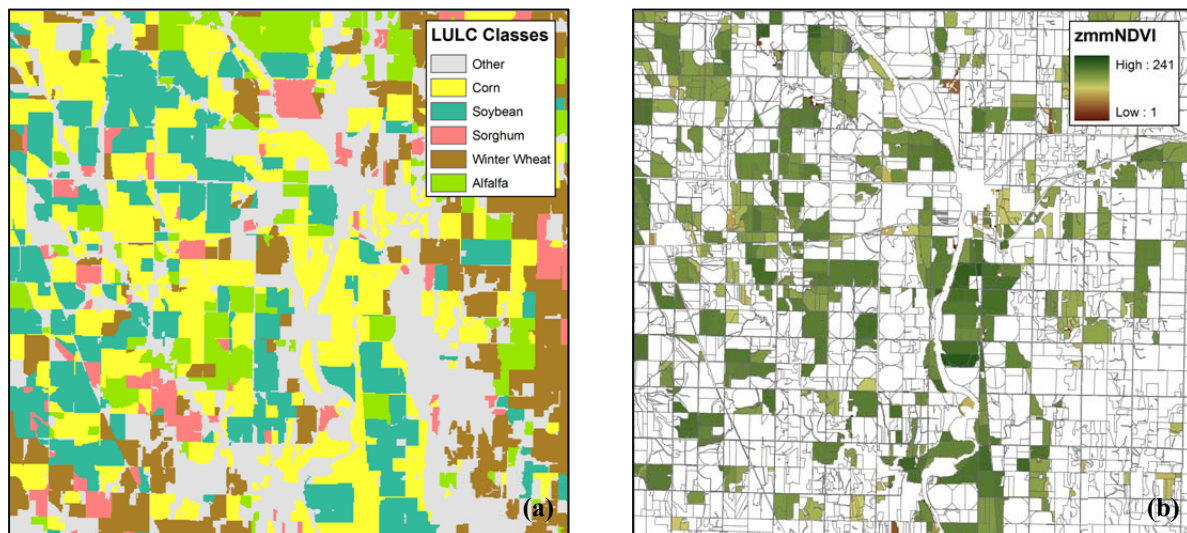 LULC Classes
Other
Corn
Soybean
Sorghum
Winter Wheat
Alfalfa
(a)
zmmNDVI
High : 241
Low : 1
(b)